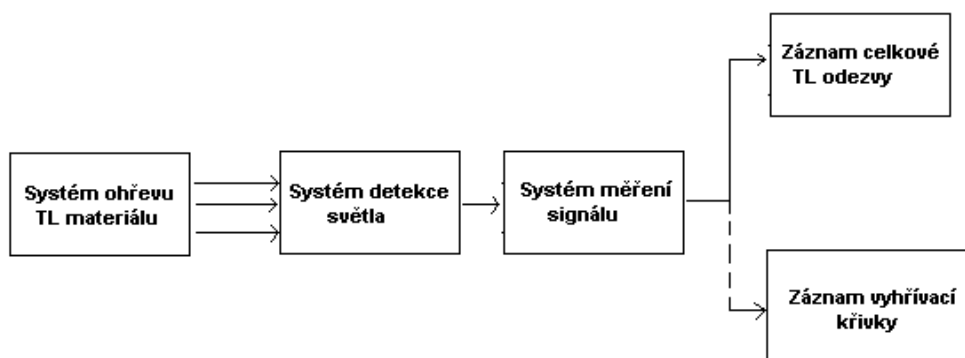 Záznam celkové
TL odezvy
Systém ohřevu
TL materiálu
Systém detekce
světla
Systém měření
signálu
Záznam vyhřívací
křivky